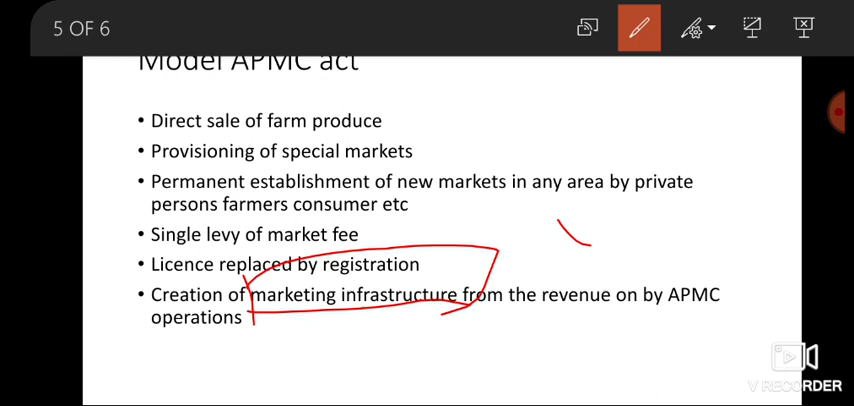 5 OF 6
Model APMC act
• Direct sale of farm produce
• Provisioning of special markets
• Permanent establishment of new markets in any area by private
persons farmers consumer etc
• Single levy of market fee
• Licence replaced by registration
• Creation of marketing infrastructure from the revenue on by APMC
operations
V RECORDER